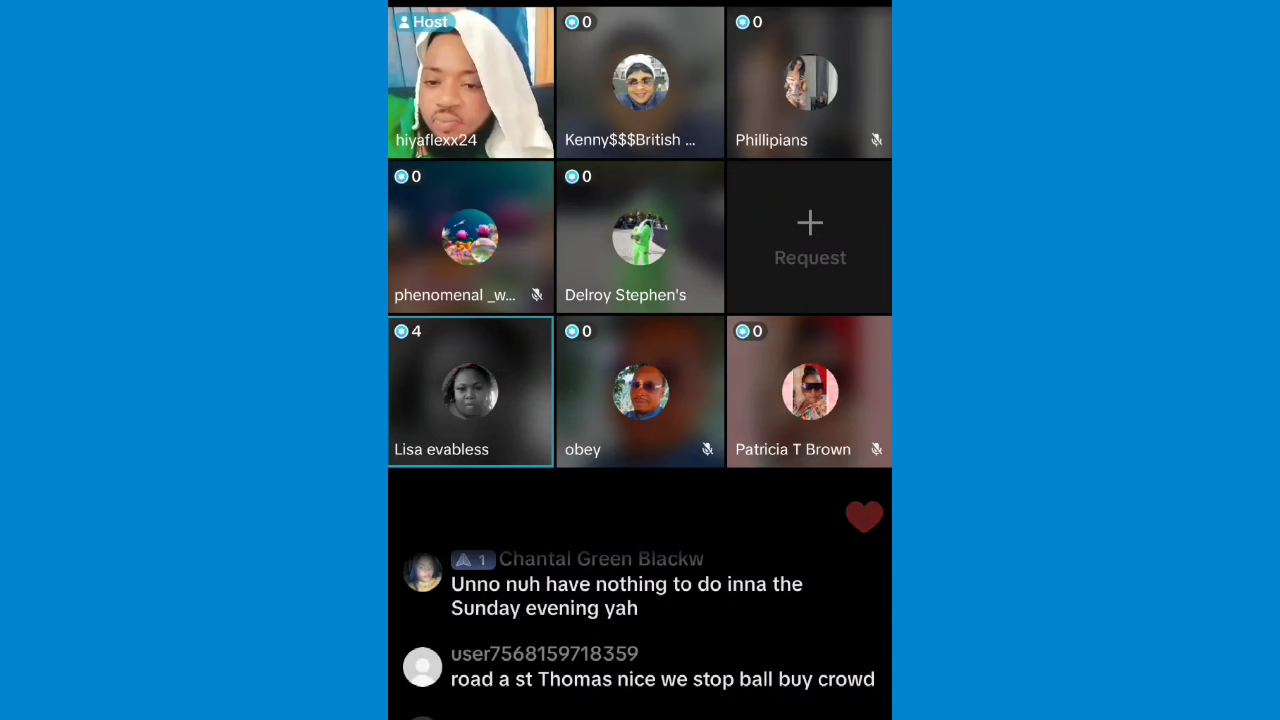 Host
0
0
hiyaflexx24
Kenny$$$British ...
Phillipians
0
0
phenomenal _w...
Delroy Stephen's
Request
4
0
0
Lisa evabless
obey
Patricia T Brown
1 Chantal Green Blackw
Unno nuh have nothing to do inna the
Sunday evening yah
user7568159718359
road a st Thomas nice we stop ball buy crowd